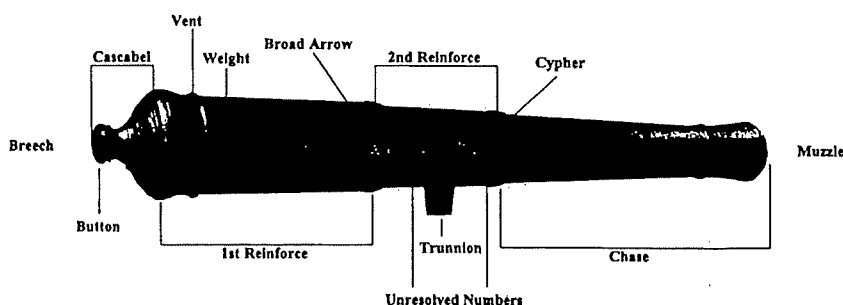 Vent
Broad Arrow
Cascabel
Weight
2nd Reinforce
Cypher
Breech
Muzzle
Button
1st Reinforce
Trunnion
Chase
Unresolved Numbers